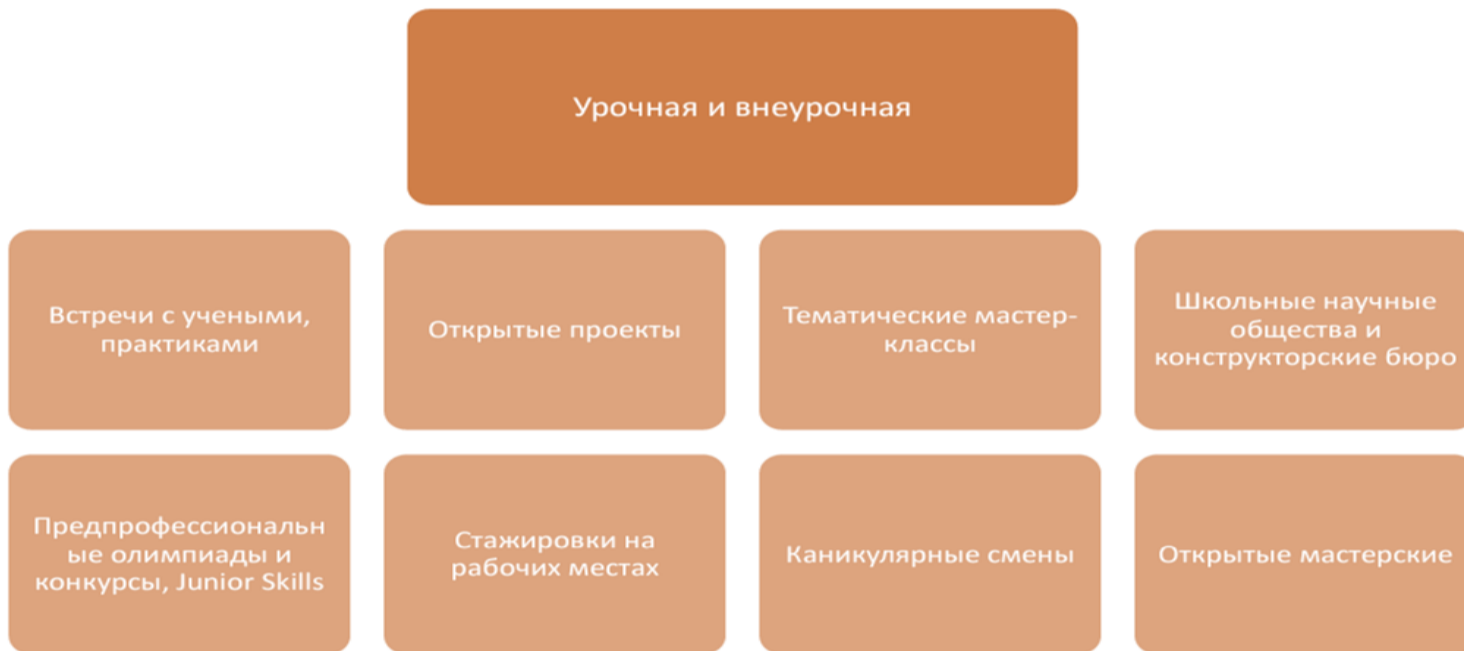 Урочная и внеурочная
Встречи с учеными,
практиками
Открытые проекты
Тематические мастер-
классы
Школьные научные
общества и
конструкторские бюро
Предпрофессиональн
ые олимпиады и
конкурсы, Junior Skills
Стажировки на
рабочих местах
Каникулярные смены
Открытые мастерские